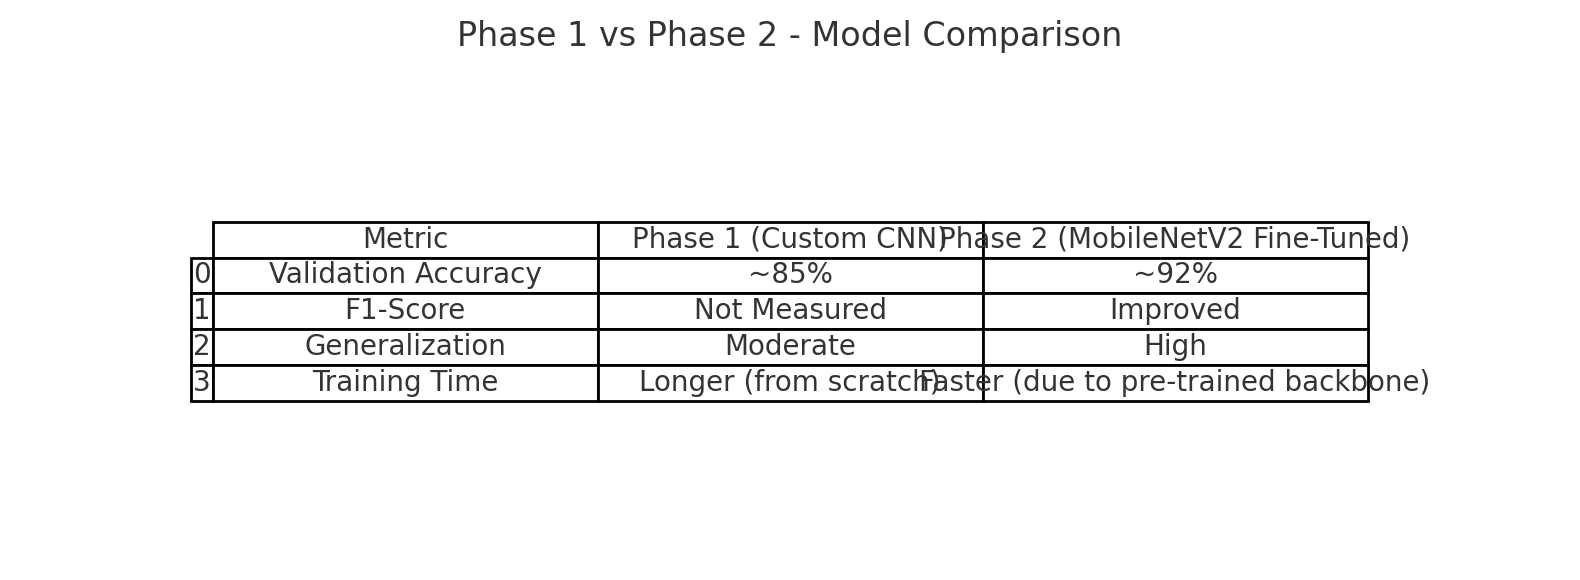 Phase 1 vs Phase 2 - Model Comparison
Metric Phase 1 (Custom CNN) Phase 2 (MobileNetV2 Fine-Tuned)
0 Validation Accuracy ~85% ~92%
1 F1-Score Not Measured Improved
2 Generalization Moderate High
3 Training Time Longer (from scratch) Faster (due to pre-trained backbone)